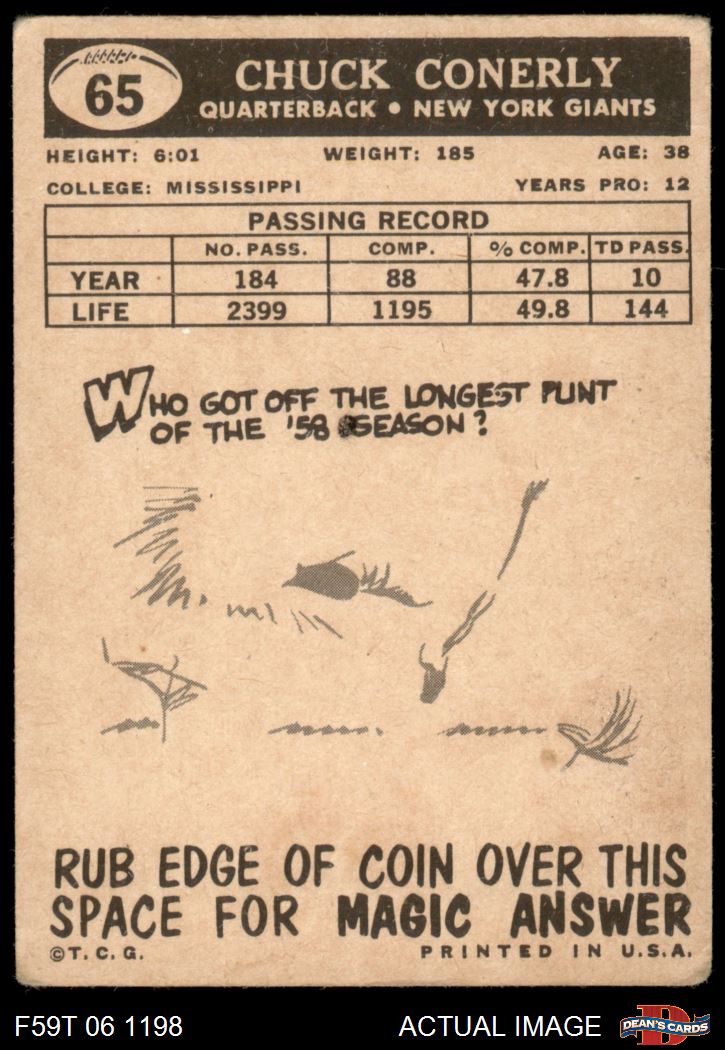 65
CHUCK CONERLY
QUARTERBACK • NEW YORK GIANTS
HEIGHT: 6:01 WEIGHT: 185 AGE: 38
COLLEGE: MISSISSIPPI YEARS PRO: 12
PASSING RECORD
NO. PASS. COMP. % COMP. TD PASS.
YEAR 184 88 47.8 10
LIFE 2399 1195 49.8 144
WHO GOT OFF THE LONGEST PUNT
OF THE '58 SEASON?
RUB EDGE OF COIN OVER THIS
SPACE FOR MAGIC ANSWER
©T. C. G. PRINTED IN U.S.A.
F59T 06 1198 ACTUAL IMAGE D DEAN'S CARDS